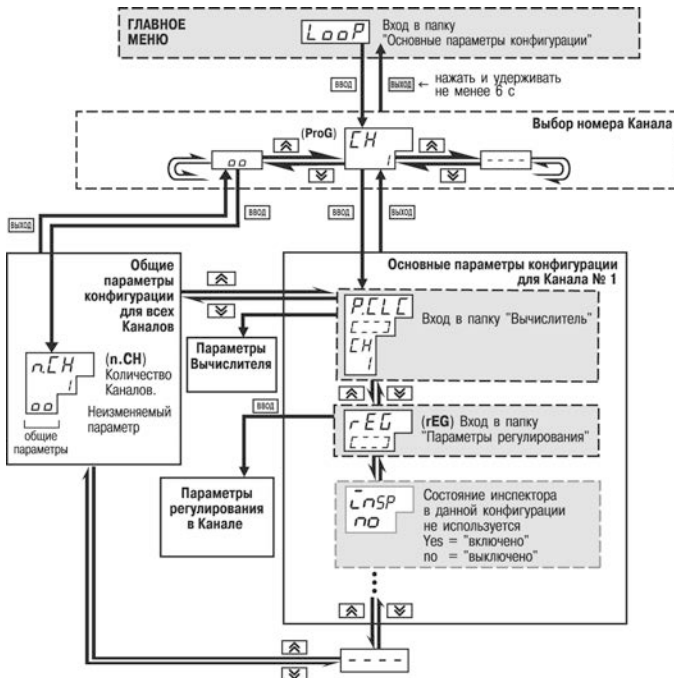 ГЛАВНОЕ
МЕНЮ
LooP
Вход в папку
"Основные параметры конфигурации"
ВВОД
ВЫХОД
← нажать и удерживать
не менее 6 с
Выбор номера Канала
(ProG)
CH
1
oo
- - - -
ВЫХОД
ВВОД
ВВОД
ВЫХОД
Общие
параметры
конфигурации
для всех
Каналов
n.CH
1
oo
(n.CH)
Количество
Каналов.
Неизменяемый
параметр
общие
параметры
Основные параметры конфигурации
для Канала № 1
P.CLC
[---]
CH
1
Вход в папку "Вычислитель"
Параметры
Вычислителя
ВВОД
rEG
[---]
(rEG) Вход в папку
"Параметры регулирования"
Параметры
регулирования
в Канале
inSP
no
Состояние инспектора
в данной конфигурации
не используется
Yes = "включено"
no = "выключено"
- - - -